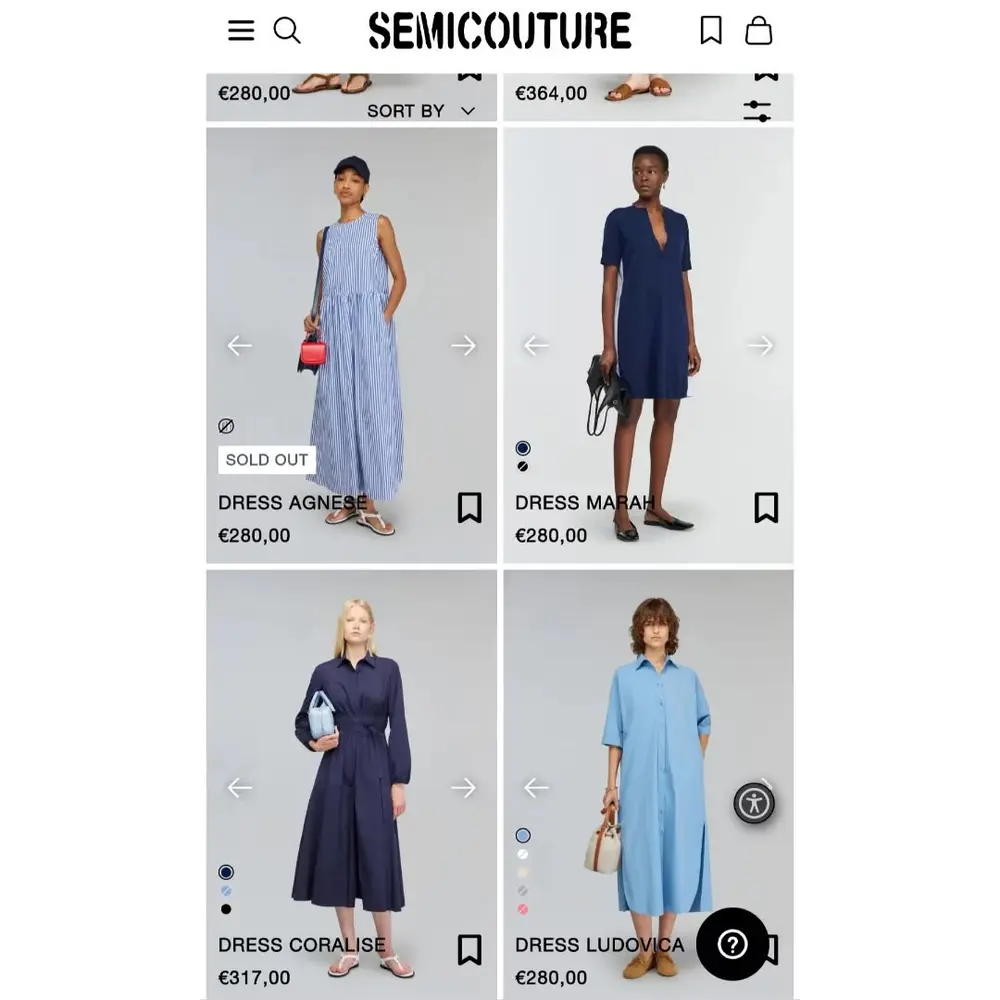 SEMICOUTURE
€280,00
€364,00
SORT BY
SOLD OUT
DRESS AGNESE
€280,00
DRESS MARAH
€280,00
DRESS CORALISE
€317,00
DRESS LUDOVICA
€280,00